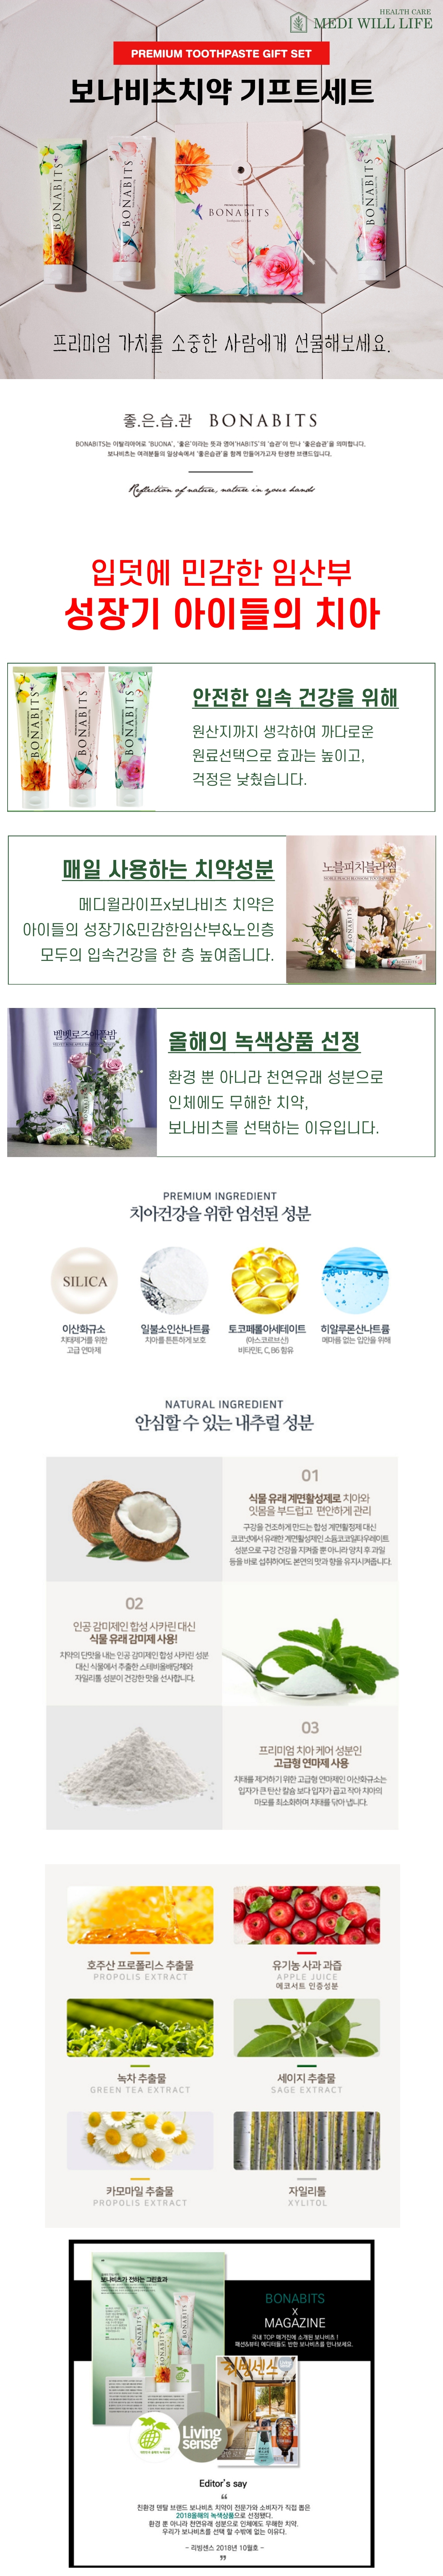 HEALTH CARE
MEDI WILL LIFE
PREMIUM TOOTHPASTE GIFT SET
보나비츠치약 기프트세트
BONABITS
BONABITS
BONABITS
BONABITS
프리미엄 가치를 소중한 사람에게 선물해보세요.
좋.은.습.관 BONABITS
BONABITS는 이탈리어어로 'BUONA', '좋은'이라는 뜻과 영어'HABITS'의 '습관'이 만나 '좋은습관'을 의미합니다.
보나비츠는 여러분들의 일상속에서 '좋은습관'을 함께 만들어가고자 탄생한 브랜드입니다.
Reflection of nature, nature in your hands
입덧에 민감한 임산부
성장기 아이들의 치아
BONABITS
BONABITS
BONABITS
안전한 입속 건강을 위해
원산지까지 생각하여 까다로운
원료선택으로 효과는 높이고,
걱정은 낮췄습니다.
매일 사용하는 치약성분
메디윌라이프x보나비츠 치약은
아이들의 성장기&민감한임산부&노인층
모두의 입속건강을 한 층 높여줍니다.
노블피치블라썸
BONABITS
벨벳로즈애플밤
올해의 녹색상품 선정
환경 뿐 아니라 천연유래 성분으로
인체에도 무해한 치약,
보나비츠를 선택하는 이유입니다.
PREMIUM INGREDIENT
치아건강을 위한 엄선된 성분
SILICA
이산화규소
치태제거를 위한
고급 연마제
일불소인산나트륨
치아를 튼튼하게 보호
토코페롤아세테이트
(아스코르브산)
비타민E, C, B6 함유
히알루론산나트륨
메마름 없는 입안을 위해
NATURAL INGREDIENT
안심할 수 있는 내추럴 성분
01
식물 유래 계면활성제로 치아와
잇몸을 부드럽고 편안하게 관리
구강을 건조하게 만드는 합성 계면활정제 대신
코코넛에서 유래한 계면활성제인 소듐코코일타우레이트
성분으로 구강 건강을 지켜줄 뿐 아니라 양치 후 과일
등을 바로 섭취하여도 본연의 맛과 향을 유지시켜줍니다.
02
인공 감미제인 합성 사카린 대신
식물 유래 감미제 사용!
치약의 단맛을 내는 인공 감미제인 합성 사카린 성분
대신 식물에서 추출한 스테비올배당체와
자일리톨 성분이 건강한 맛을 선사합니다.
03
프리미엄 치아 케어 성분인
고급형 연마제 사용
치태를 제거하기 위한 고급형 연마제인 이산화규소는
입자가 큰 탄산 칼슘 보다 입자가 곱고 작아 치아의
마모를 최소화하며 치태를 닦아 냅니다.
호주산 프로폴리스 추출물
PROPOLIS EXTRACT
유기농 사과 과즙
APPLE JUICE
에코서트 인증성분
녹차 추출물
GREEN TEA EXTRACT
세이지 추출물
SAGE EXTRACT
카모마일 추출물
PROPOLIS EXTRACT
자일리톨
XYLITOL
보나비츠가 전하는 그린효과
BONABITS
x
MAGAZINE
국내 TOP 매거진에 소개된 보나비츠!
패션&뷰티 에디터들도 반한 보나비츠를 만나보세요.
Living
sense
Editor's say
"
친환경 덴탈 브랜드 보나비츠 치약이 전문가와 소비자가 직접 뽑은
2018올해의 녹색상품으로 선정됐다.
환경 뿐 아니라 천연유래 성분으로 인체에도 무해한 치약.
우리가 보나비츠를 선택 할 수밖에 없는 이유다.
- 리빙센스 2018년 10월호 -
"